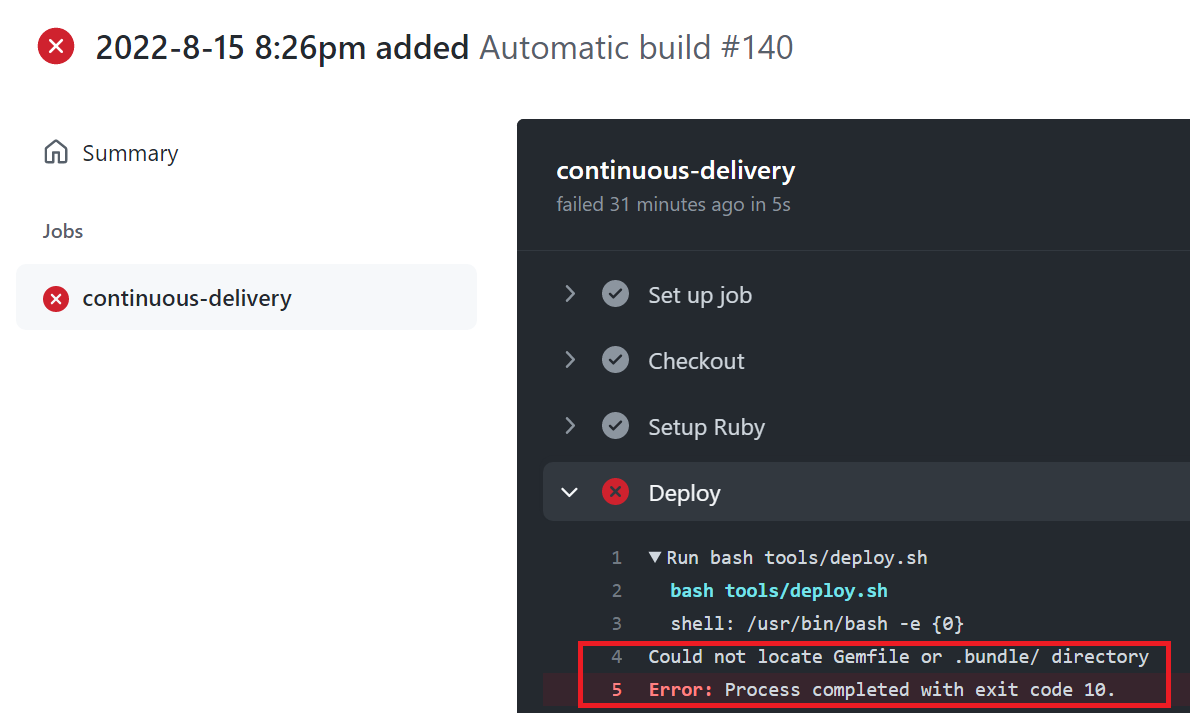 2022-8-15 8:26pm added Automatic build #140
Summary
Jobs
continuous-delivery
continuous-delivery
failed 31 minutes ago in 5s
Set up job
Checkout
Setup Ruby
Deploy
1 ▼Run bash tools/deploy.sh
2 bash tools/deploy.sh
3 shell: /usr/bin/bash -e {0}
4 Could not locate Gemfile or .bundle/ directory
5 Error: Process completed with exit code 10.